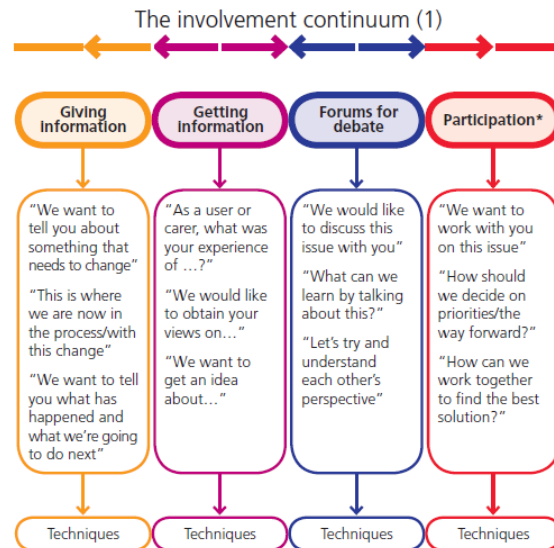 The involvement continuum (1)
Giving
information
Getting
information
Forums for
debate
Participation*
“We want to
tell you about
something that
needs to change”
“This is where
we are now in
the process/with
this change”
“We want to tell
you what has
happened and
what we’re going
to do next”
“As a user or
carer, what was
your experience
of …?”
“We would like
to obtain your
views on…”
“We want to
get an idea
about…”
“We would like
to discuss this
issue with you”
“What can we
learn by talking
about this?”
“Let’s try and
understand
each other’s
perspective”
“We want to
work with you
on this issue”
“How should
we decide on
priorities/the
way forward?”
“How can we
work together
to find the best
solution?”
Techniques
Techniques
Techniques
Techniques